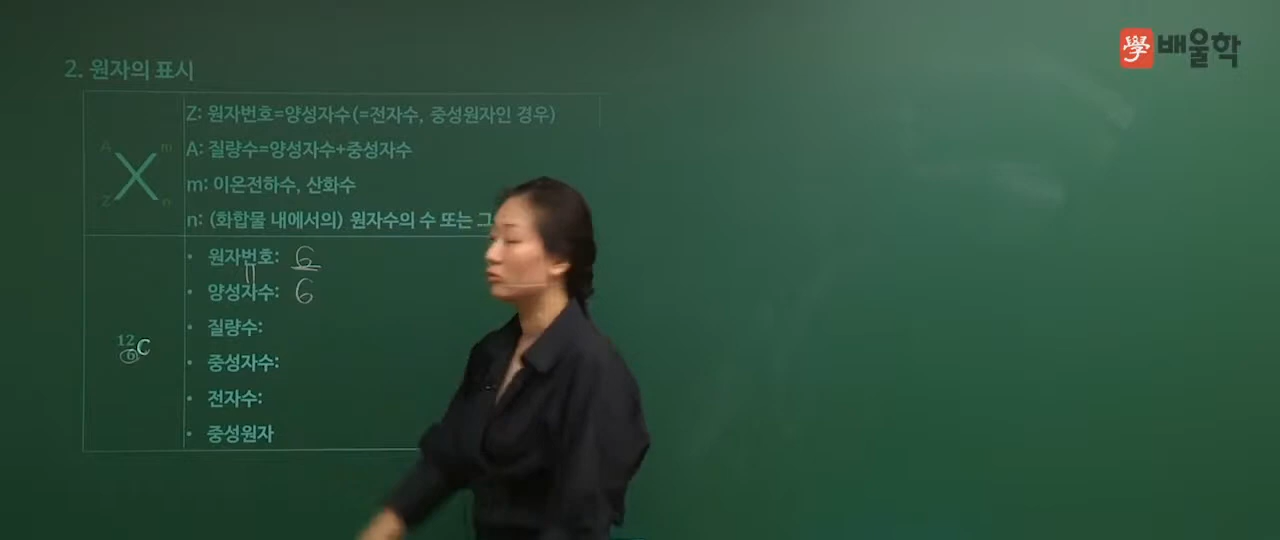 學 배울학
2. 원자의 표시
Z: 원자번호=양성자수(=전자수, 중성원자인 경우)
A m
X
Z n
A: 질량수=양성자수+중성자수
m: 이온전하수, 산화수
n: (화합물 내에서의) 원자수의 수 또는 그
• 원자번호: 6
• 양성자수: 6
• 질량수:
12
6 C
• 중성자수:
• 전자수:
• 중성원자